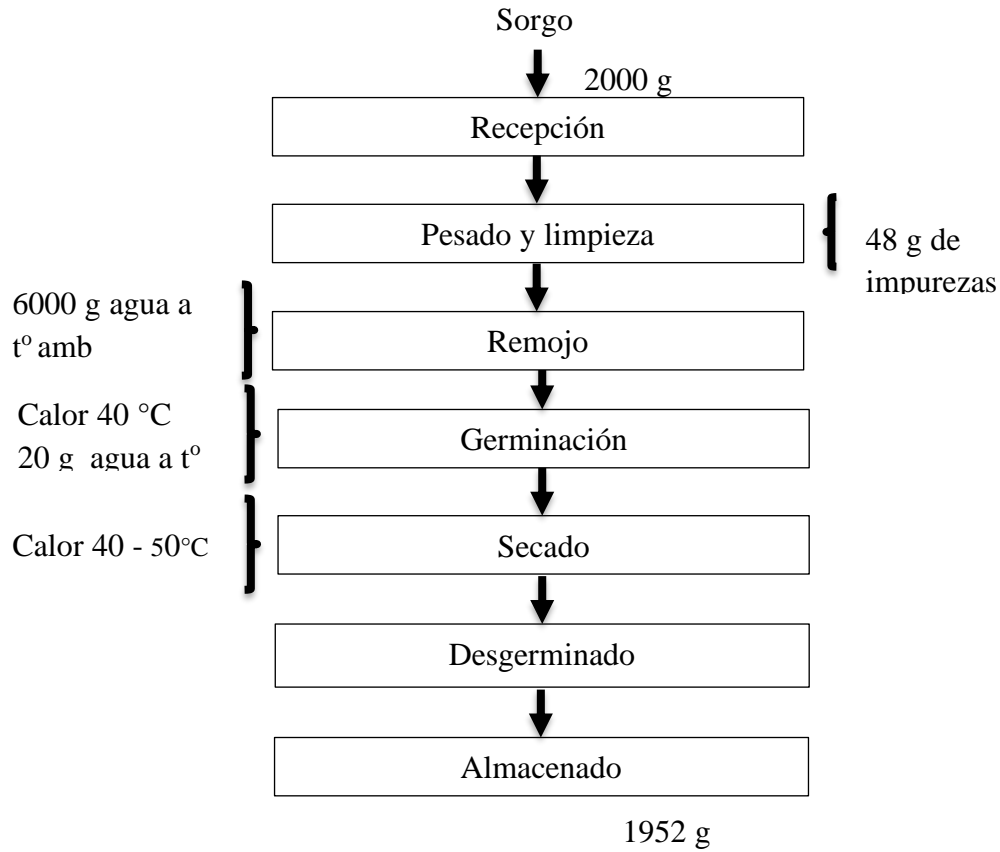 Sorgo
2000 g
Recepción
Pesado y limpieza
48 g de
impurezas
6000 g agua a
tº amb
Remojo
Calor 40 °C
20 g agua a tº
Germinación
Calor 40 - 50°C
Secado
Desgerminado
Almacenado
1952 g